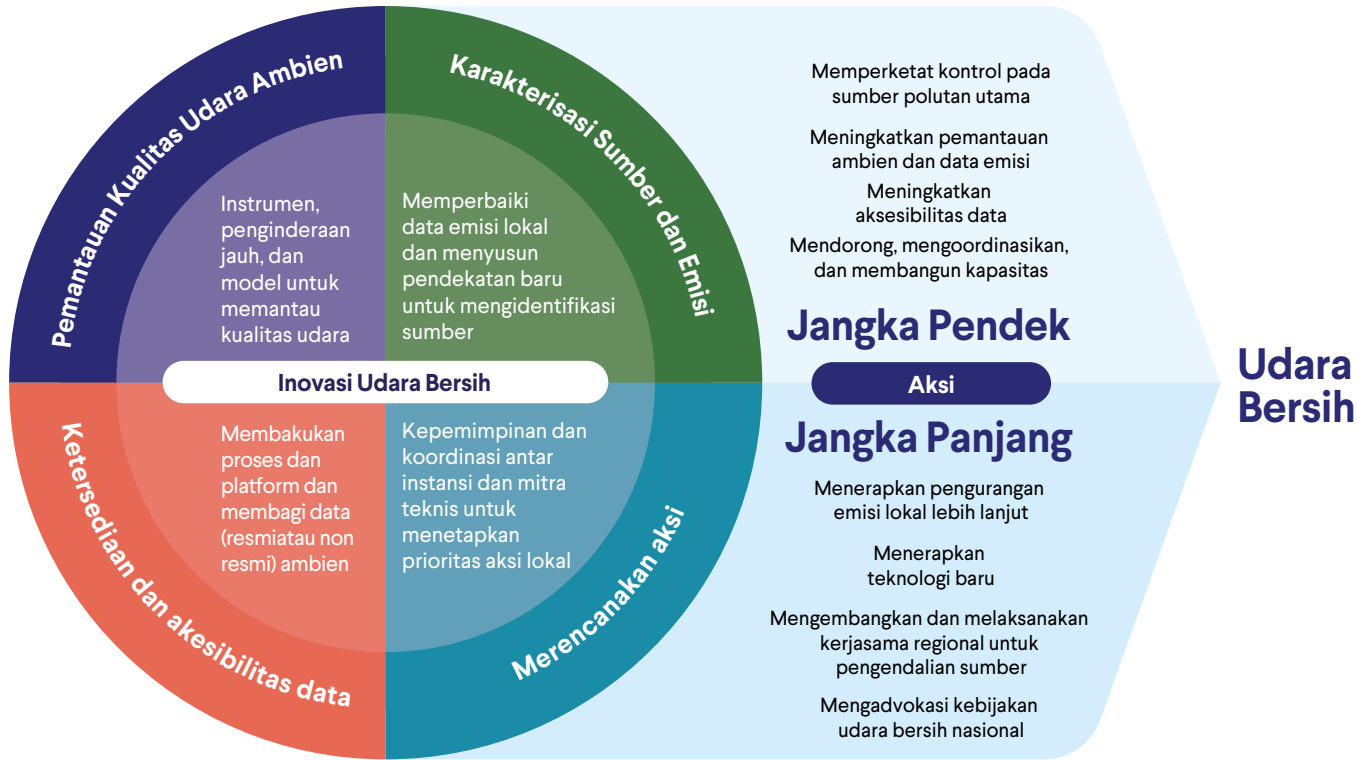 Pemantauan Kualitas Udara Ambien
Instrumen,
penginderaan
jauh, dan
model untuk
memantau
kualitas udara
Karakterisasi Sumber dan Emisi
Memperbaiki
data emisi lokal
dan menyusun
pendekatan baru
untuk mengidentifikasi
sumber
Inovasi Udara Bersih
Ketersediaan dan akesibilitas data
Membakukan
proses dan
platform dan
membagi data
(resmiatau non
resmi) ambien
Merencanakan aksi
Kepemimpinan dan
koordinasi antar
instansi dan mitra
teknis untuk
menetapkan
prioritas aksi lokal
Memperketat kontrol pada
sumber polutan utama
Meningkatkan pemantauan
ambien dan data emisi
Meningkatkan
aksesibilitas data
Mendorong, mengoordinasikan,
dan membangun kapasitas
Jangka Pendek
Aksi
Jangka Panjang
Menerapkan pengurangan
emisi lokal lebih lanjut
Menerapkan
teknologi baru
Mengembangkan dan melaksanakan
kerjasama regional untuk
pengendalian sumber
Mengadvokasi kebijakan
udara bersih nasional
Udara
Bersih